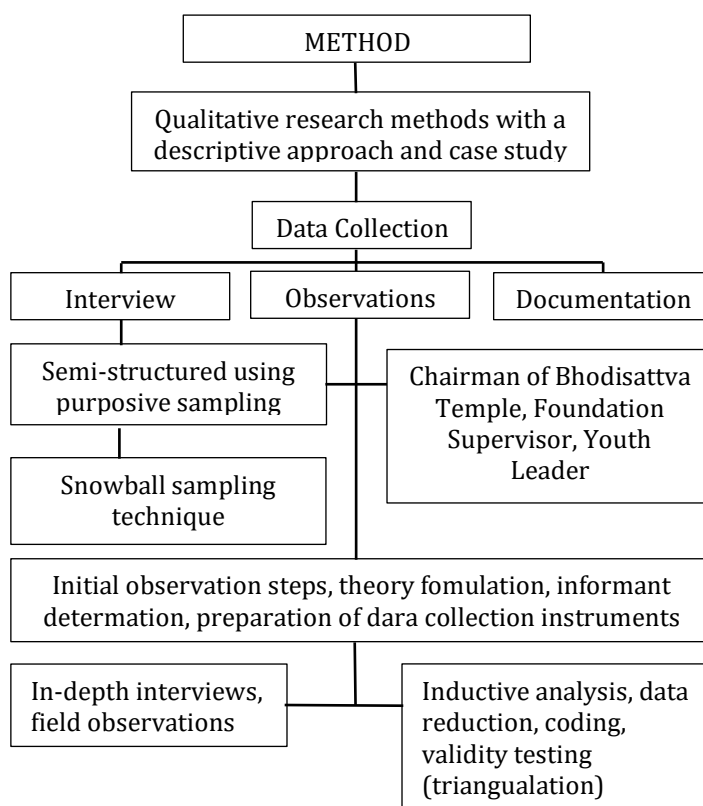 METHOD
Qualitative research methods with a
descriptive approach and case study
Data Collection
Interview
Observations
Documentation
Semi-structured using
purposive sampling
Chairman of Bhodisattva
Temple, Foundation
Supervisor, Youth
Leader
Snowball sampling
technique
Initial observation steps, theory fomulation, informant
determation, preparation of dara collection instruments
In-depth interviews,
field observations
Inductive analysis, data
reduction, coding,
validity testing
(triangualation)